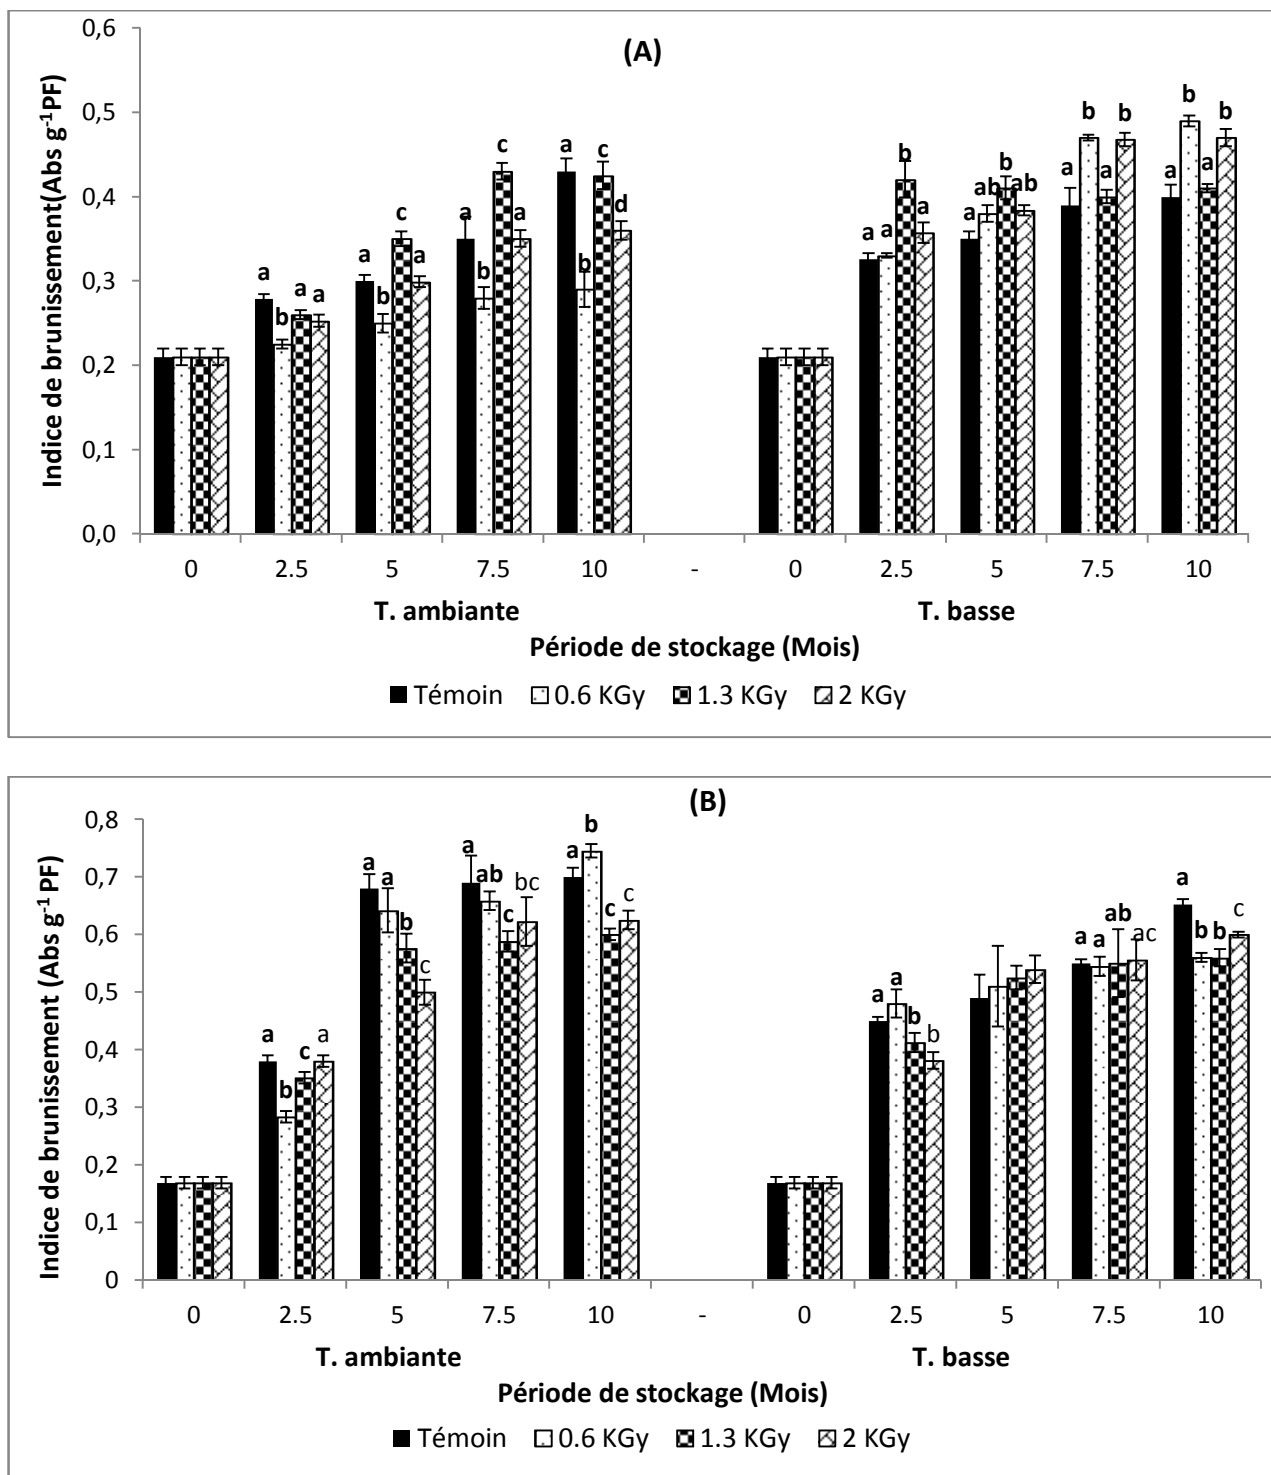 (A)
Indice de brunissement(Abs g-1PF)
0,6
0,5
0,4
0,3
0,2
0,1
0,0
a b a a
a b c a
a b c a
a b c d
a a b a
a ab b ab
a b a b
a b a b
0 2.5 5 7.5 10 - 0 2.5 5 7.5 10
T. ambiante T. basse
Période de stockage (Mois)
Témoin 0.6 KGy 1.3 KGy 2 KGy
(B)
Indice de brunissement (Abs g-1 PF)
0,8
0,7
0,6
0,5
0,4
0,3
0,2
0,1
0
a b c a
a a b c
a ab c bc
a b c c
a a b b
a a ab ac
a b b c
0 2.5 5 7.5 10 - 0 2.5 5 7.5 10
T. ambiante T. basse
Période de stockage (Mois)
Témoin 0.6 KGy 1.3 KGy 2 KGy